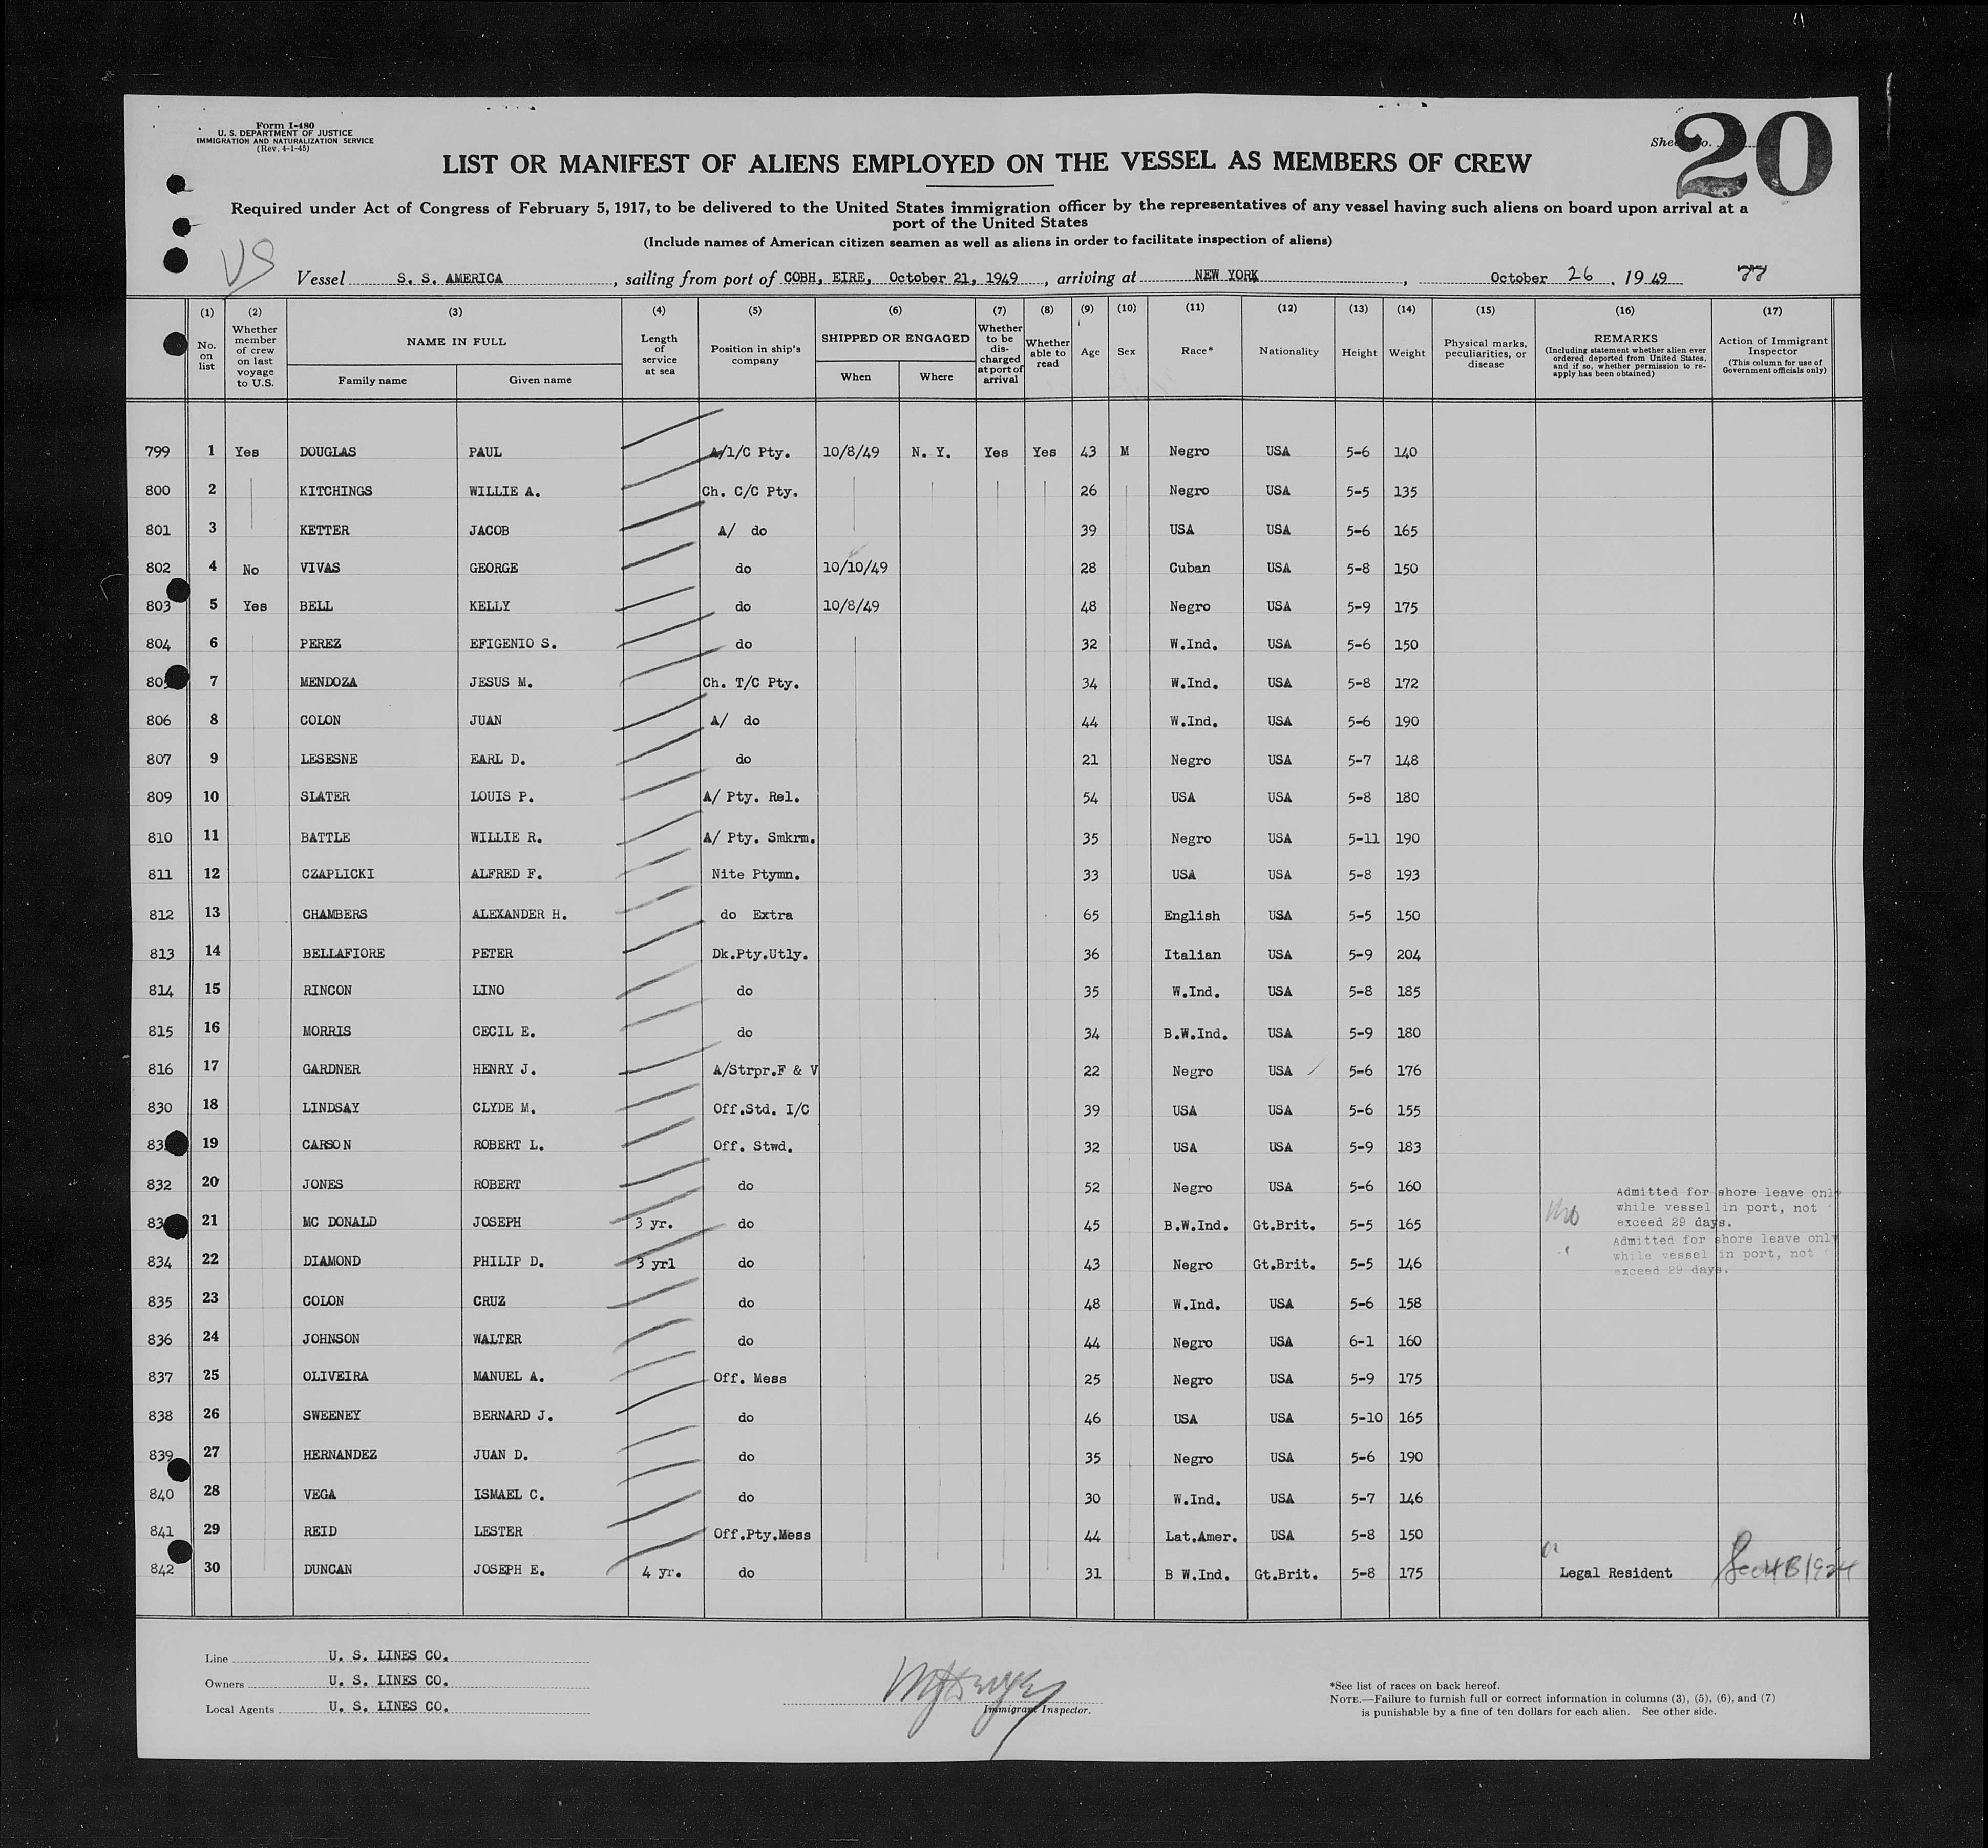 Form I-480
U. S. DEPARTMENT OF JUSTICE
IMMIGRATION AND NATURALIZATION SERVICE
(Rev. 4-1-45)
Sheet No. 20
LIST OR MANIFEST OF ALIENS EMPLOYED ON THE VESSEL AS MEMBERS OF CREW
Required under Act of Congress of February 5, 1917, to be delivered to the United States immigration officer by the representatives of any vessel having such aliens on board upon arrival at a
port of the United States
(Include names of American citizen seamen as well as aliens in order to facilitate inspection of aliens)
VS
Vessel S. S. AMERICA, sailing from port of COBH, EIRE, October 21, 1949, arriving at NEW YORK, October 26, 1949 77
(1) No. on list (2) Whether member of crew on last voyage to U.S. (3) NAME IN FULL Family name Given name (4) Length of service at sea (5) Position in ship's company (6) SHIPPED OR ENGAGED When Where (7) Whether to be discharged at port of arrival (8) Whether able to read (9) Age (10) Sex (11) Race* (12) Nationality (13) Height (14) Weight (15) Physical marks, peculiarities, or disease (16) REMARKS (Including statement whether alien ever ordered deported from United States, and if so, whether permission to re-apply has been obtained) (17) Action of Immigrant Inspector (This column for use of Government officials only)
799 1 Yes DOUGLAS PAUL A/1/C Pty. 10/8/49 N. Y. Yes Yes 43 M Negro USA 5-6 140
800 2 KITCHINGS WILLIE A. Ch. C/C Pty. 26 Negro USA 5-5 135
801 3 KETTER JACOB A/ do 39 USA USA 5-6 165
802 4 No VIVAS GEORGE do 10/10/49 28 Cuban USA 5-8 150
803 5 Yes BELL KELLY do 10/8/49 48 Negro USA 5-9 175
804 6 PEREZ EFIGENIO S. do 32 W.Ind. USA 5-6 150
80 7 MENDOZA JESUS M. Ch. T/C Pty. 34 W.Ind. USA 5-8 172
806 8 COLON JUAN A/ do 44 W.Ind. USA 5-6 190
807 9 LESESNE EARL D. do 21 Negro USA 5-7 148
809 10 SLATER LOUIS P. A/ Pty. Rel. 54 USA USA 5-8 180
810 11 BATTLE WILLIE R. A/ Pty. Smkrm. 35 Negro USA 5-11 190
811 12 CZAPLICKI ALFRED F. Nite Ptymn. 33 USA USA 5-8 193
812 13 CHAMBERS ALEXANDER H. do Extra 65 English USA 5-5 150
813 14 BELLAFIORE PETER Dk.Pty.Utly. 36 Italian USA 5-9 204
814 15 RINCON LINO do 35 W.Ind. USA 5-8 185
815 16 MORRIS CECIL E. do 34 B.W.Ind. USA 5-9 180
816 17 GARDNER HENRY J. A/Strpr.F & V 22 Negro USA 5-6 176
830 18 LINDSAY CLYDE M. Off.Std. I/C 39 USA USA 5-6 155
83 19 CARSON ROBERT L. Off. Stwd. 32 USA USA 5-9 183
832 20 JONES ROBERT do 52 Negro USA 5-6 160
83 21 MC DONALD JOSEPH 3 yr. do 45 B.W.Ind. Gt.Brit. 5-5 165 Admitted for shore leave only
while vessel in port, not
exceed 29 days.
834 22 DIAMOND PHILIP D. 3 yrl do 43 Negro Gt.Brit. 5-5 146 Admitted for shore leave only
while vessel in port, not
exceed 29 days.
835 23 COLON CRUZ do 48 W.Ind. USA 5-6 158
836 24 JOHNSON WALTER do 44 Negro USA 6-1 160
837 25 OLIVEIRA MANUEL A. Off. Mess 25 Negro USA 5-9 175
838 26 SWEENEY BERNARD J. do 46 USA USA 5-10 165
839 27 HERNANDEZ JUAN D. do 35 Negro USA 5-6 190
840 28 VEGA ISMAEL C. do 30 W.Ind. USA 5-7 146
841 29 REID LESTER Off.Pty.Mess 44 Lat.Amer. USA 5-8 150
842 30 DUNCAN JOSEPH E. 4 yr. do 31 B W.Ind. Gt.Brit. 5-8 175 Legal Resident Sec 4B 1924
Line U. S. LINES CO.
Owners U. S. LINES CO.
Local Agents U. S. LINES CO.
Immigrant Inspector.
*See list of races on back hereof.
NOTE.—Failure to furnish full or correct information in columns (3), (5), (6), and (7)
is punishable by a fine of ten dollars for each alien. See other side.